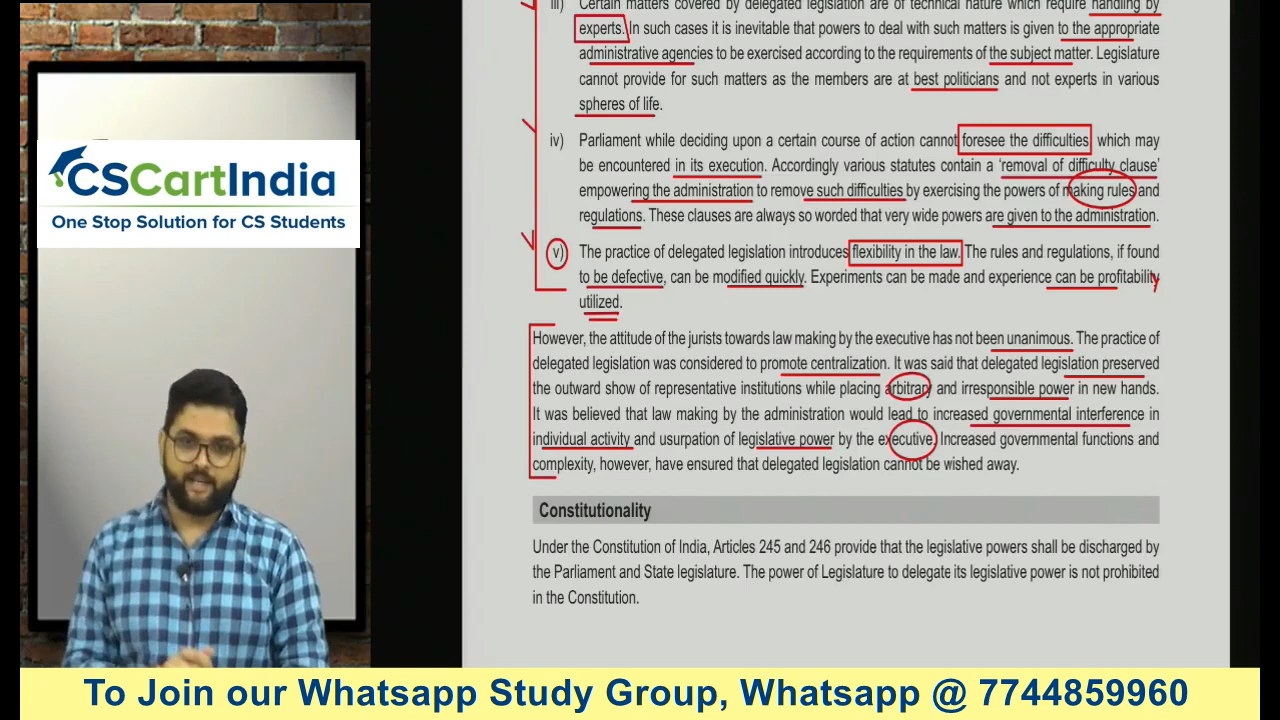 CSCartIndia
One Stop Solution for CS Students
iii) Certain matters covered by delegated legislation are of technical nature which require handling by
experts. In such cases it is inevitable that powers to deal with such matters is given to the appropriate
administrative agencies to be exercised according to the requirements of the subject matter. Legislature
cannot provide for such matters as the members are at best politicians and not experts in various
spheres of life.
iv) Parliament while deciding upon a certain course of action cannot foresee the difficulties which may
be encountered in its execution. Accordingly various statutes contain a ‘removal of difficulty clause’
empowering the administration to remove such difficulties by exercising the powers of making rules and
regulations. These clauses are always so worded that very wide powers are given to the administration.
v) The practice of delegated legislation introduces flexibility in the law. The rules and regulations, if found
to be defective, can be modified quickly. Experiments can be made and experience can be profitability
utilized.
However, the attitude of the jurists towards law making by the executive has not been unanimous. The practice of
delegated legislation was considered to promote centralization. It was said that delegated legislation preserved
the outward show of representative institutions while placing arbitrary and irresponsible power in new hands.
It was believed that law making by the administration would lead to increased governmental interference in
individual activity and usurpation of legislative power by the executive. Increased governmental functions and
complexity, however, have ensured that delegated legislation cannot be wished away.
Constitutionality
Under the Constitution of India, Articles 245 and 246 provide that the legislative powers shall be discharged by
the Parliament and State legislature. The power of Legislature to delegate its legislative power is not prohibited
in the Constitution.
To Join our Whatsapp Study Group, Whatsapp @ 7744859960